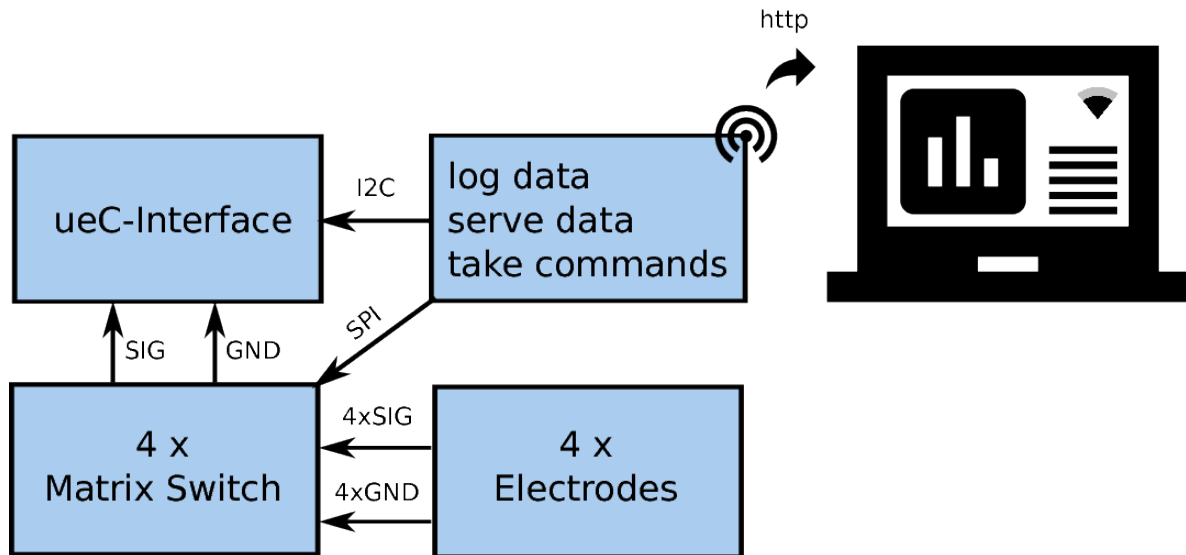 http
ueC-Interface
I2C
log data
serve data
take commands
SIG
GND
SPI
4 x
Matrix Switch
4xSIG
4xGND
4 x
Electrodes